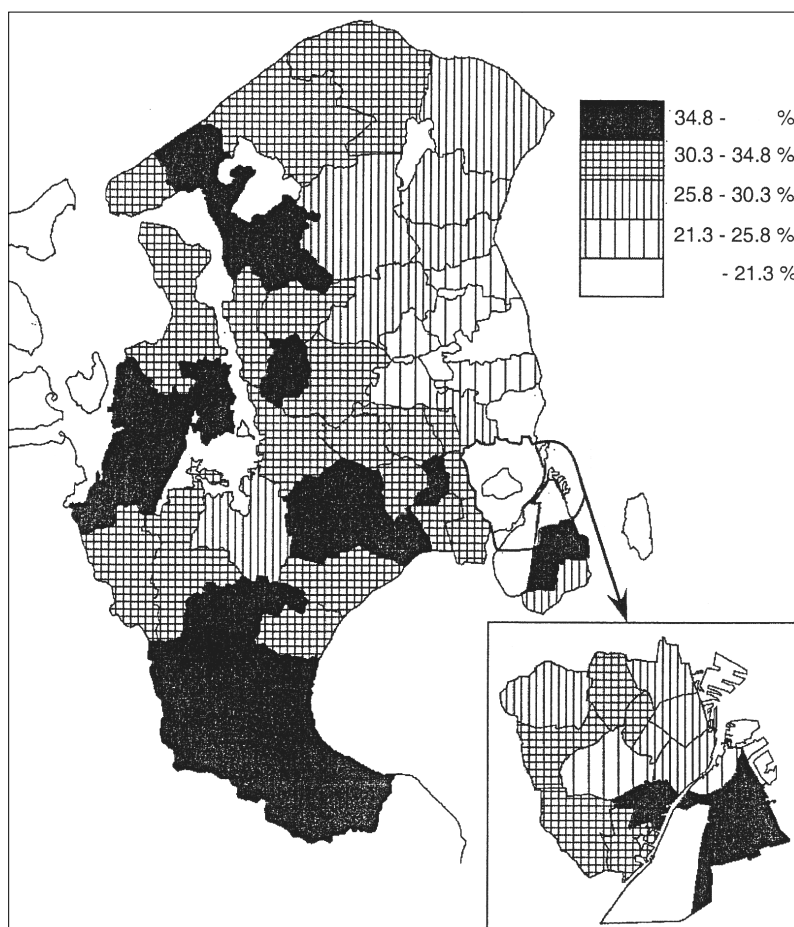 34.8 - %
30.3 - 34.8 %
25.8 - 30.3 %
21.3 - 25.8 %
- 21.3 %